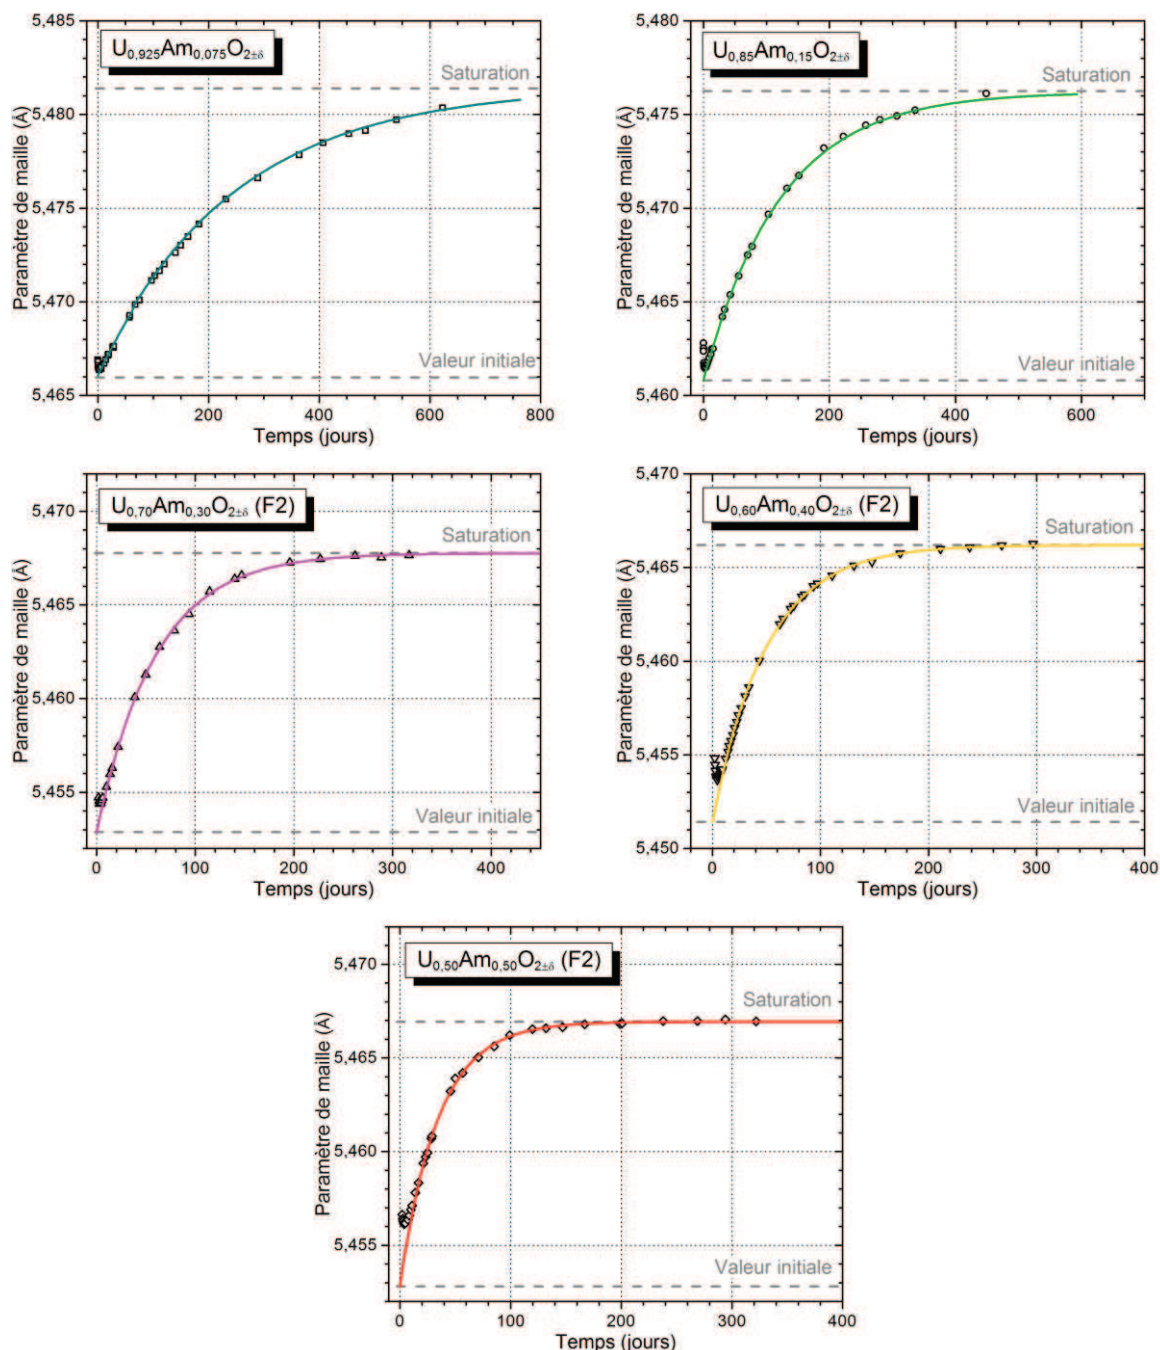 U0,925Am0,075O2±δ
Saturation
Valeur initiale
5,485
5,480
5,475
5,470
5,465
0
200
400
600
800
Paramètre de maille (Å)
Temps (jours)
U0,85Am0,15O2±δ
Saturation
Valeur initiale
5,480
5,475
5,470
5,465
5,460
0
200
400
600
Paramètre de maille (Å)
Temps (jours)
U0,70Am0,30O2±δ (F2)
Saturation
Valeur initiale
5,470
5,465
5,460
5,455
0
100
200
300
400
Paramètre de maille (Å)
Temps (jours)
U0,60Am0,40O2±δ (F2)
Saturation
Valeur initiale
5,470
5,465
5,460
5,455
5,450
0
100
200
300
400
Paramètre de maille (Å)
Temps (jours)
U0,50Am0,50O2±δ (F2)
Saturation
Valeur initiale
5,470
5,465
5,460
5,455
0
100
200
300
400
Paramètre de maille (Å)
Temps (jours)